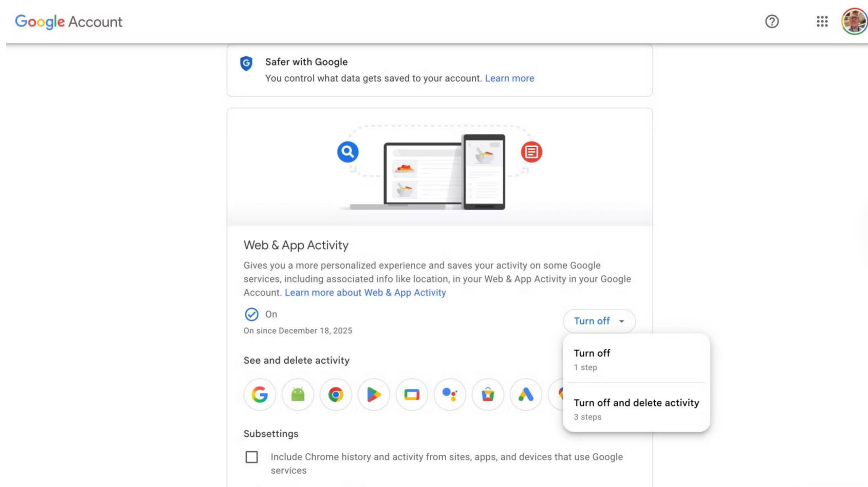 Google Account
Safer with Google
You control what data gets saved to your account. Learn more
Web & App Activity
Gives you a more personalized experience and saves your activity on some Google
services, including associated info like location, in your Web & App Activity in your Google
Account. Learn more about Web & App Activity
On
On since December 18, 2025
Turn off
Turn off
1 step
Turn off and delete activity
3 steps
See and delete activity
Subsettings
Include Chrome history and activity from sites, apps, and devices that use Google
services